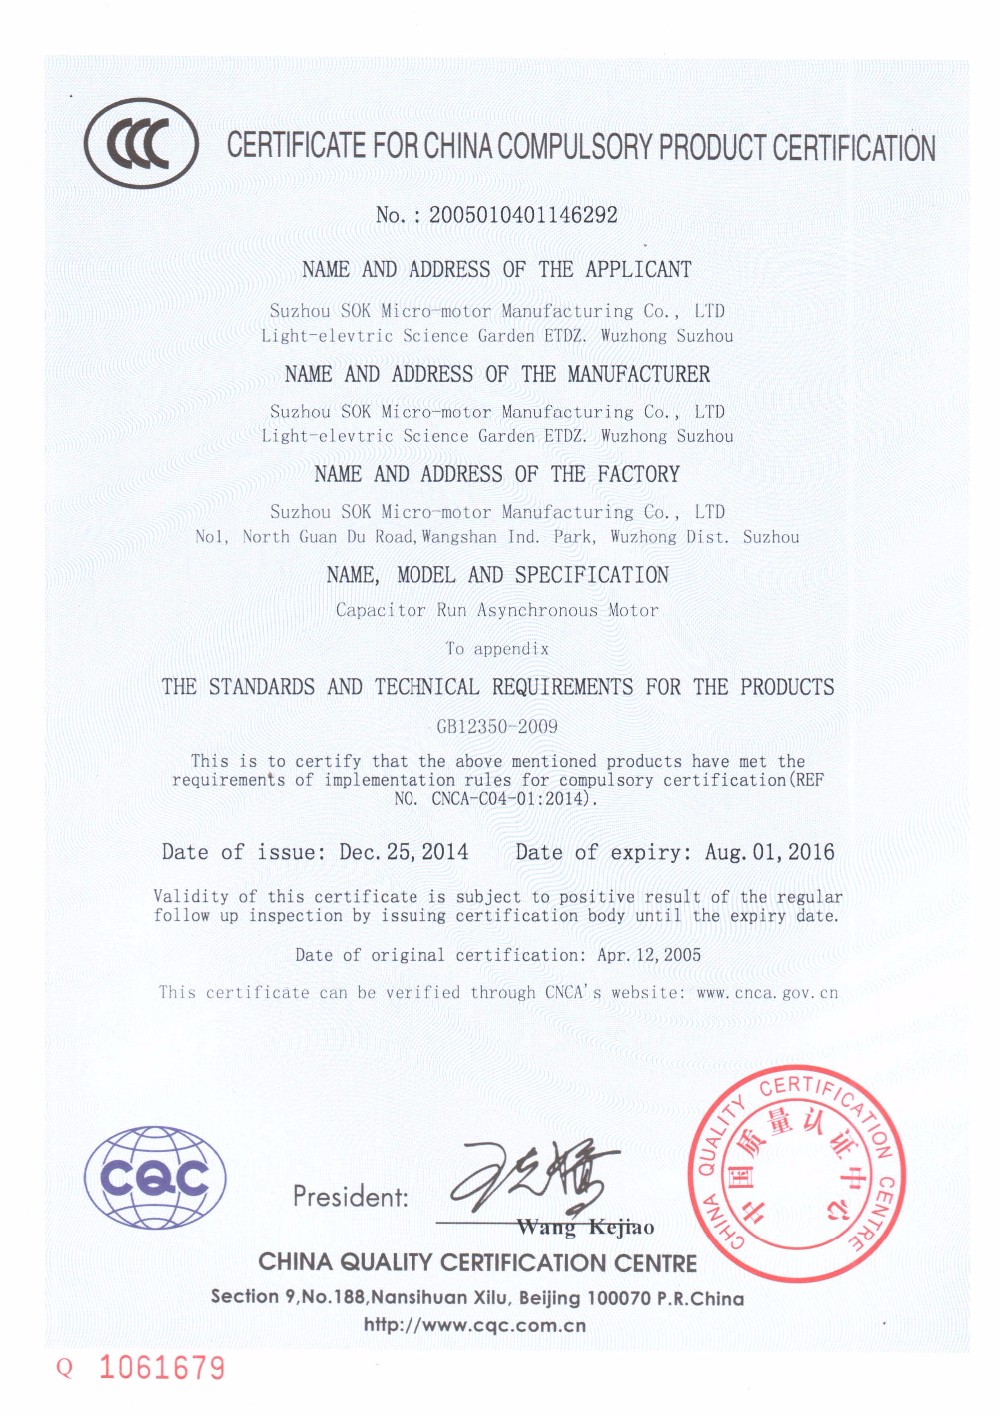 CCC
CERTIFICATE FOR CHINA COMPULSORY PRODUCT CERTIFICATION
No.: 2005010401146292
NAME AND ADDRESS OF THE APPLICANT
Suzhou SOK Micro-motor Manufacturing Co., LTD
Light-elevtric Science Garden ETDZ. Wuzhong Suzhou
NAME AND ADDRESS OF THE MANUFACTURER
Suzhou SOK Micro-motor Manufacturing Co., LTD
Light-elevtric Science Garden ETDZ. Wuzhong Suzhou
NAME AND ADDRESS OF THE FACTORY
Suzhou SOK Micro-motor Manufacturing Co., LTD
No1, North Guan Du Road,Wangshan Ind. Park, Wuzhong Dist. Suzhou
NAME, MODEL AND SPECIFICATION
Capacitor Run Asynchronous Motor
To appendix
THE STANDARDS AND TECHNICAL REQUIREMENTS FOR THE PRODUCTS
GB12350-2009
This is to certify that the above mentioned products have met the
requirements of implementation rules for compulsory certification(REF
NO. CNCA-C04-01:2014).
Date of issue: Dec.25,2014 Date of expiry: Aug.01,2016
Validity of this certificate is subject to positive result of the regular
follow up inspection by issuing certification body until the expiry date.
Date of original certification: Apr.12,2005
This certificate can be verified through CNCA's website: www.cnca.gov.cn
CHINA QUALITY CERTIFICATION CENTRE
中国质量认证中心
CQC
President:
Wang Kejiao
CHINA QUALITY CERTIFICATION CENTRE
Section 9,No.188,Nansihuan Xilu, Beijing 100070 P.R.China
http://www.cqc.com.cn
Q 1061679